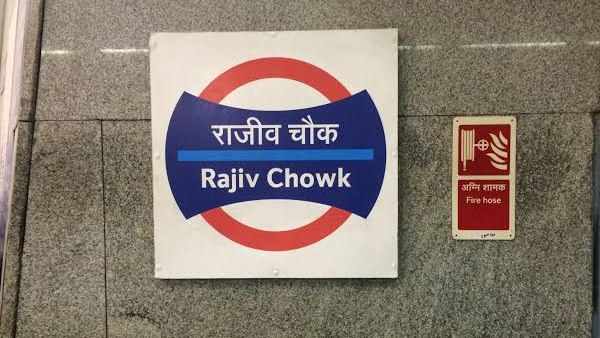 राजीव चौक
Rajiv Chowk
अग्नि शामक
Fire hose